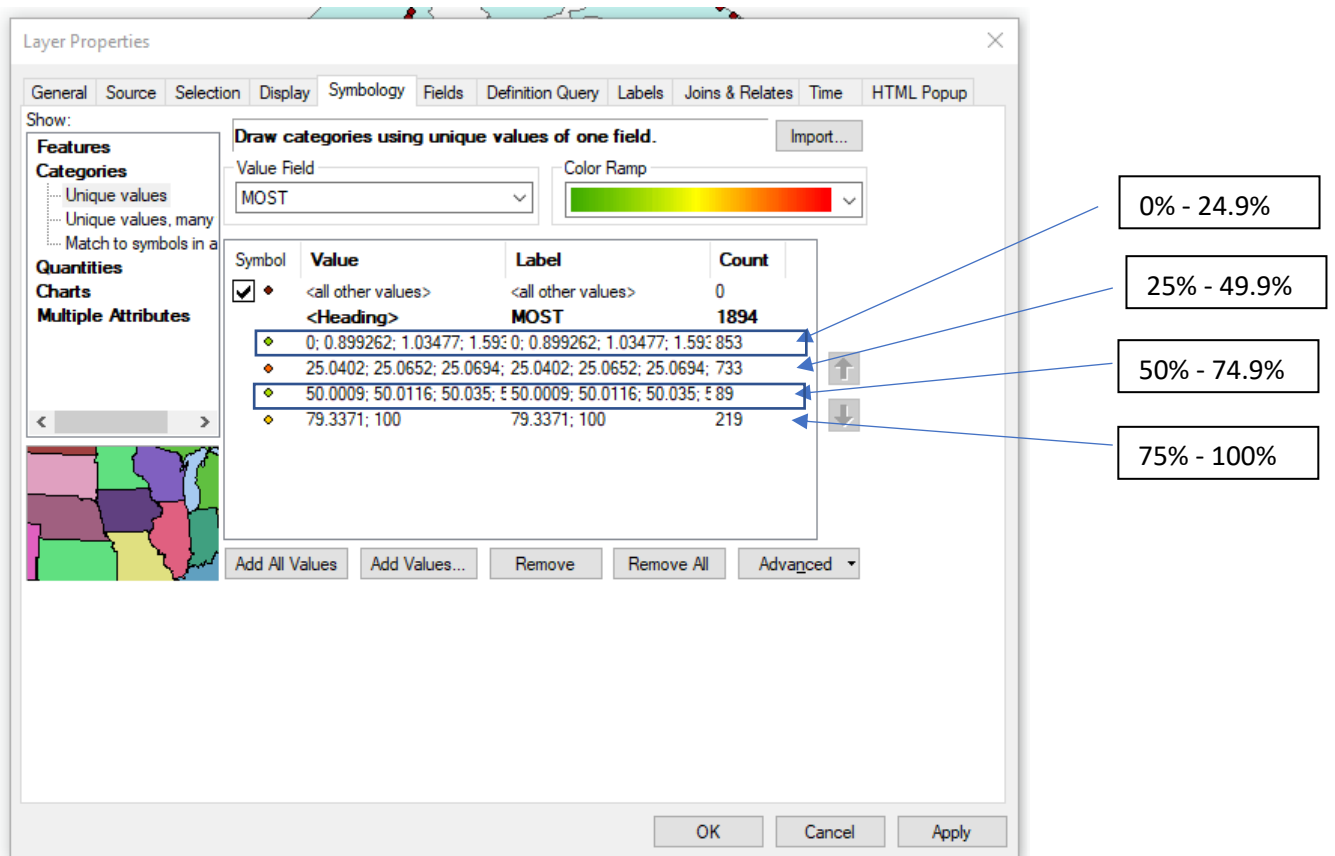 Layer Properties
General Source Selection Display Symbology Fields Definition Query Labels Joins & Relates Time HTML Popup
Show:
Features
Categories
Unique values
Unique values, many
Match to symbols in a
Quantities
Charts
Multiple Attributes
Draw categories using unique values of one field.
Import...
Value Field
MOST
Color Ramp
Symbol Value Label Count
<all other values> <all other values> 0
<Heading> MOST 1894
0; 0.899262; 1.03477; 1.593 0; 0.899262; 1.03477; 1.593 853
25.0402; 25.0652; 25.0694; 25.0402; 25.0652; 25.0694; 733
50.0009; 50.0116; 50.035; 5 50.0009; 50.0116; 50.035; 5 89
79.3371; 100 79.3371; 100 219
Add All Values Add Values... Remove Remove All Advanced
OK Cancel Apply
0% - 24.9%
25% - 49.9%
50% - 74.9%
75% - 100%